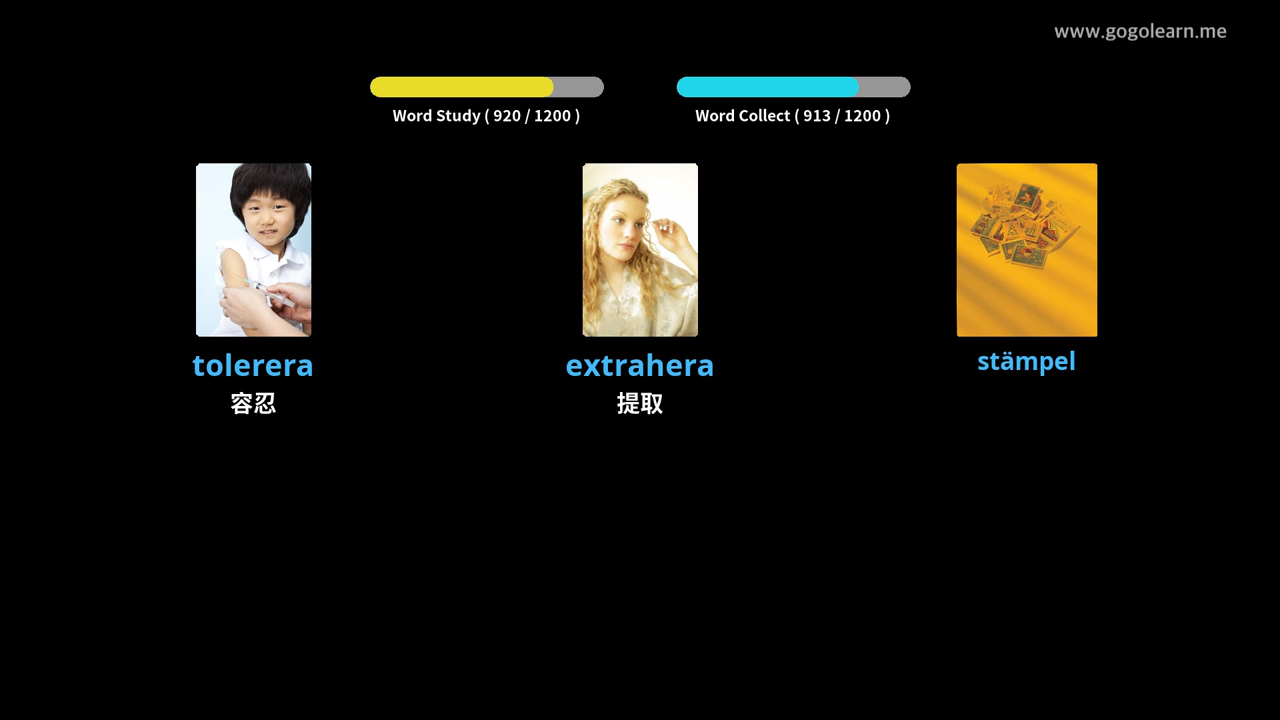 www.gogolearn.me
Word Study ( 920 / 1200 )
Word Collect ( 913 / 1200 )
tolerera
extrahera
stämpel
容忍
提取